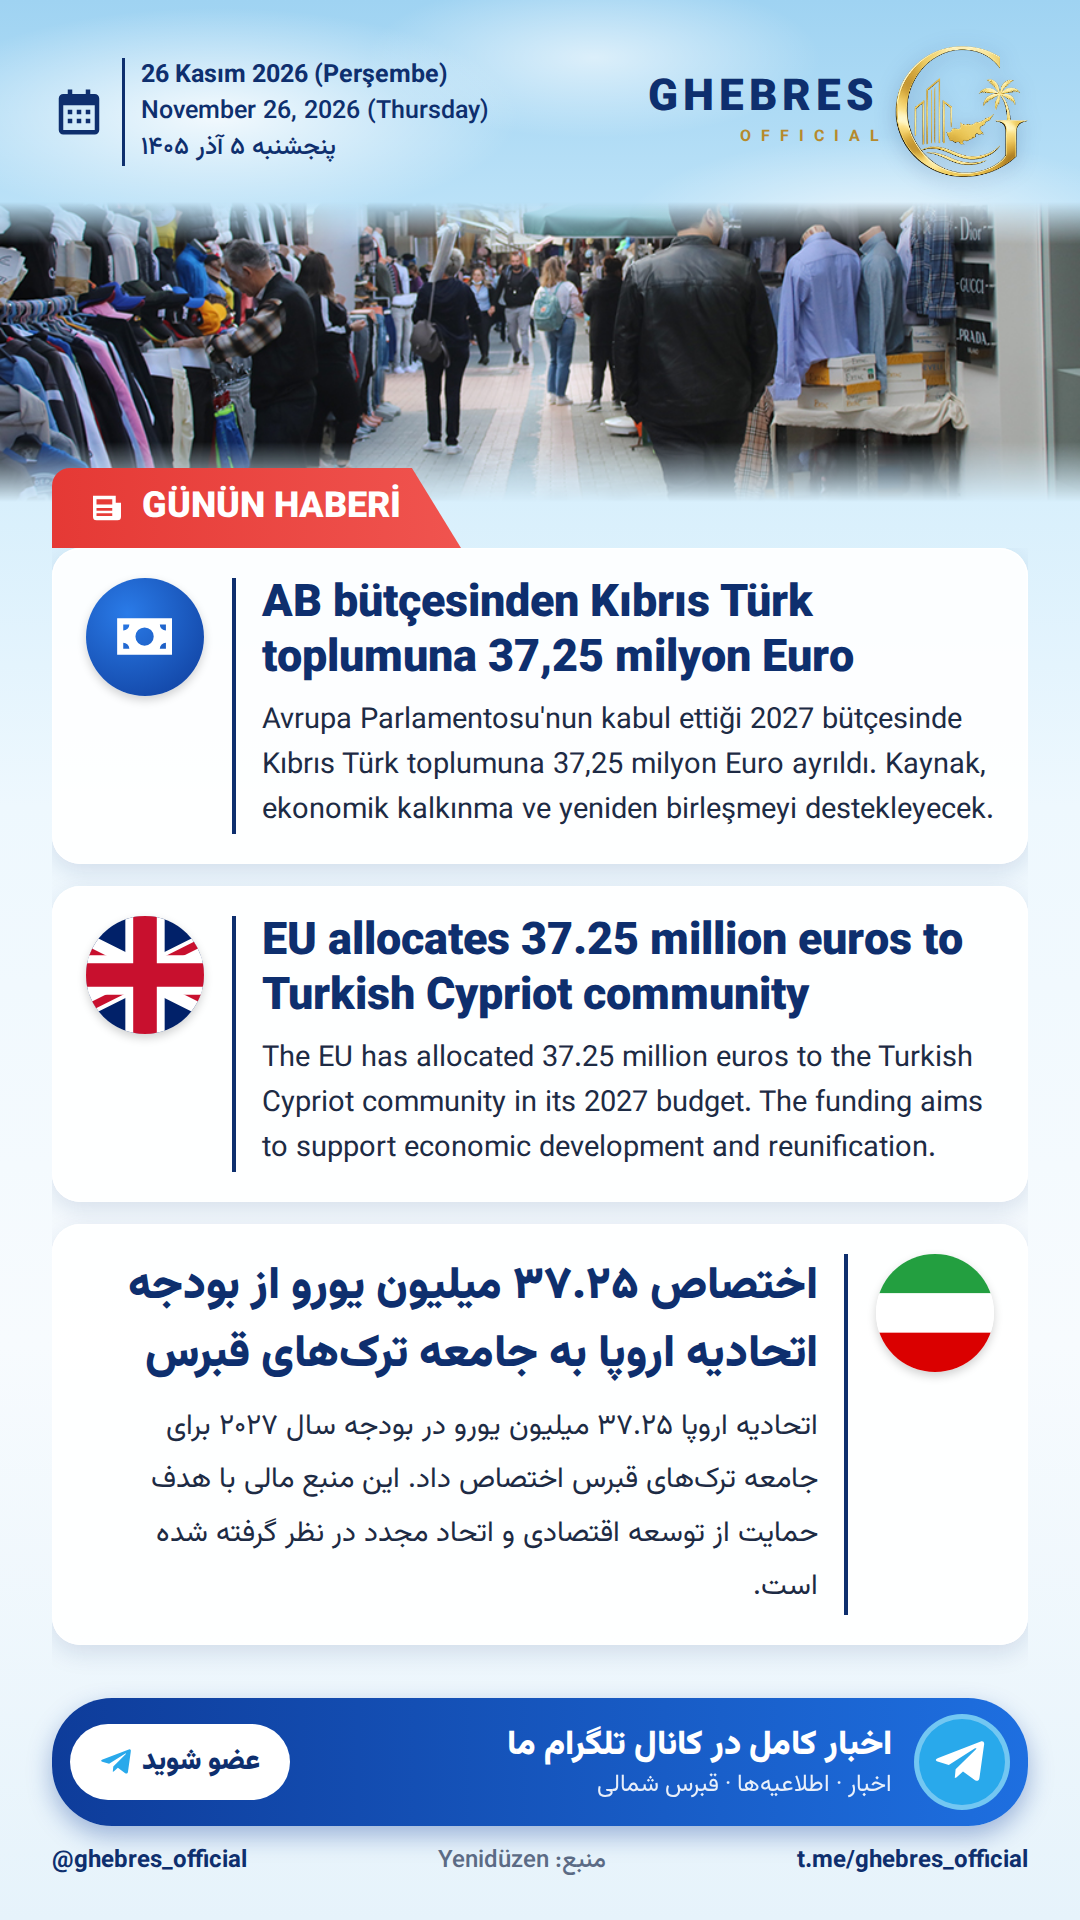 26 Kasım 2026 (Perşembe)
November 26, 2026 (Thursday)
پنجشنبه ۵ آذر ۱۴۰۵
GHEBRES
OFFICIAL
Dior
GUCCI
PRADA
GÜNÜN HABERİ
AB bütçesinden Kıbrıs Türk
toplumuna 37,25 milyon Euro
Avrupa Parlamentosu'nun kabul ettiği 2027 bütçesinde
Kıbrıs Türk toplumuna 37,25 milyon Euro ayrıldı. Kaynak,
ekonomik kalkınma ve yeniden birleşmeyi destekleyecek.
EU allocates 37.25 million euros to
Turkish Cypriot community
The EU has allocated 37.25 million euros to the Turkish
Cypriot community in its 2027 budget. The funding aims
to support economic development and reunification.
اختصاص ۳۷.۲۵ میلیون یورو از بودجه
اتحادیه اروپا به جامعه ترک‌های قبرس
اتحادیه اروپا ۳۷.۲۵ میلیون یورو در بودجه سال ۲۰۲۷ برای
جامعه ترک‌های قبرس اختصاص داد. این منبع مالی با هدف
حمایت از توسعه اقتصادی و اتحاد مجدد در نظر گرفته شده
است.
اخبار کامل در کانال تلگرام ما
اخبار · اطلاعیه‌ها · قبرس شمالی
عضو شوید
@ghebres_official
منبع: Yenidüzen
t.me/ghebres_official